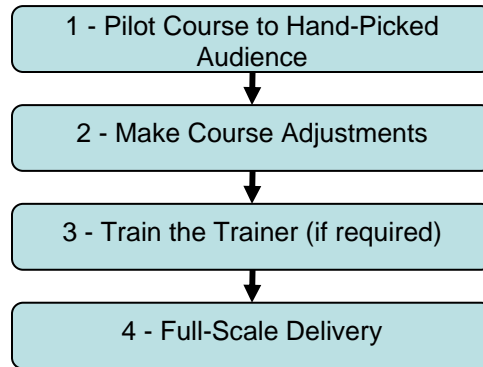 1 - Pilot Course to Hand-Picked
Audience
2 - Make Course Adjustments
3 - Train the Trainer (if required)
4 - Full-Scale Delivery